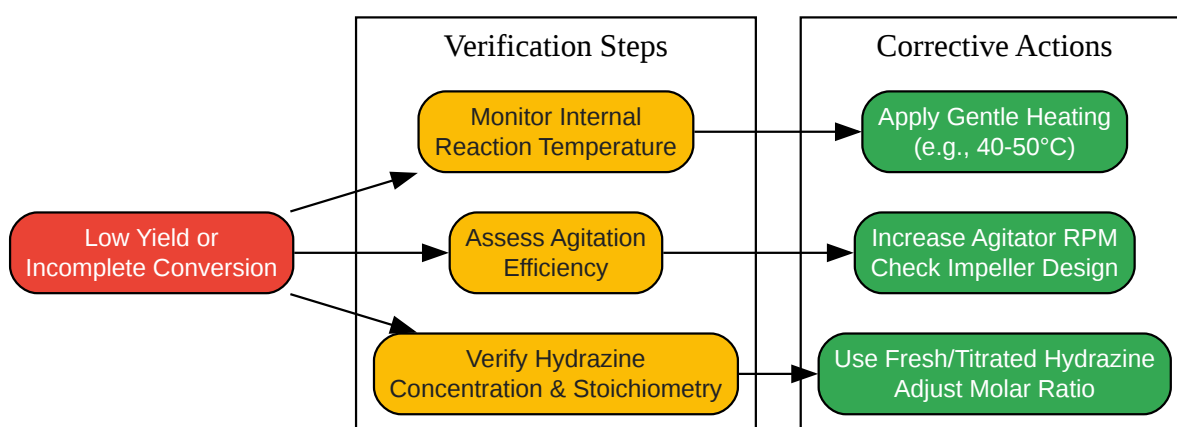 Verification Steps
Corrective Actions
Monitor Internal
Reaction Temperature
Apply Gentle Heating
(e.g., 40-50°C)
Low Yield or
Incomplete Conversion
Assess Agitation
Efficiency
Increase Agitator RPM
Check Impeller Design
Verify Hydrazine
Concentration & Stoichiometry
Use Fresh/Titrated Hydrazine
Adjust Molar Ratio